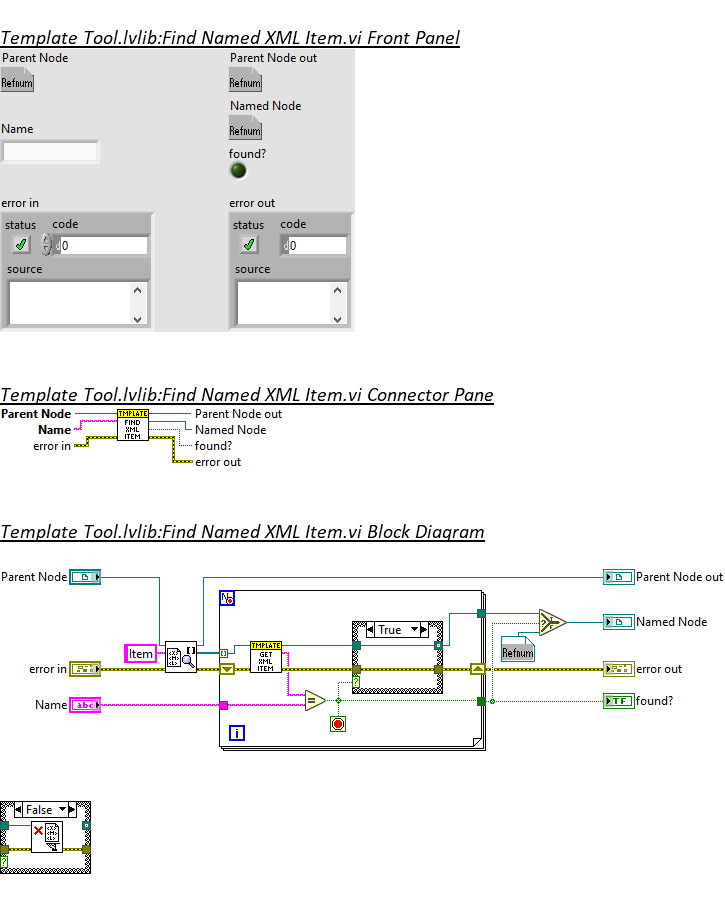 Template Tool.lvlib:Find Named XML Item.vi Front Panel
Parent Node
Parent Node out
Refnum
Refnum
Named Node
Refnum
Name
found?
error in
error out
status
code
status
code
d 0
d 0
source
source
Template Tool.lvlib:Find Named XML Item.vi Connector Pane
Parent Node
TMPLATE
FIND
XML
ITEM
Parent Node out
Name
Named Node
error in
found?
error out
Template Tool.lvlib:Find Named XML Item.vi Block Diagram
Parent Node
Parent Node out
N
True
Named Node
Item
TMPLATE
GET
XML
ITEM
Refnum
error in
error out
?
Name
abc
=
TF
found?
i
False
?